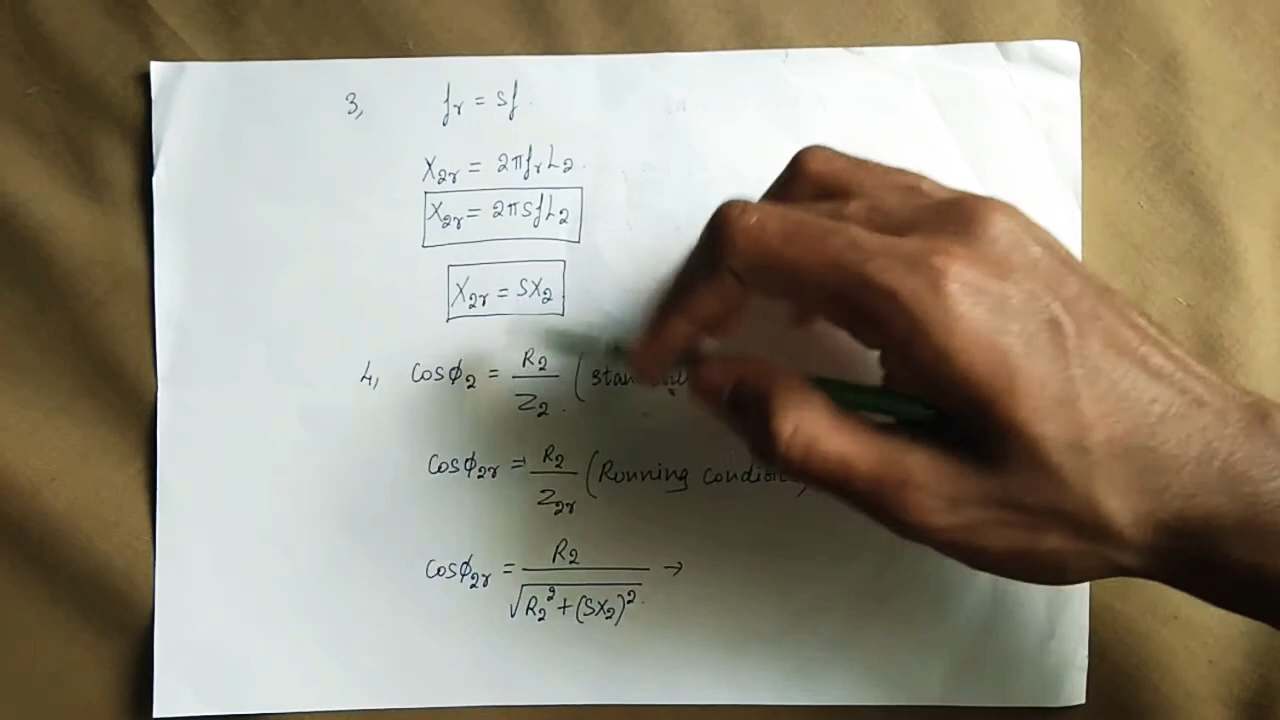 3, fr = sf
X2r = 2πfrL2
X2r = 2πsfL2
X2r = sX2
4, cosϕ2 = R2/Z2
cosϕ2r = R2/Z2r (Running
cosϕ2r = R2/√R2²+(sX2)² →